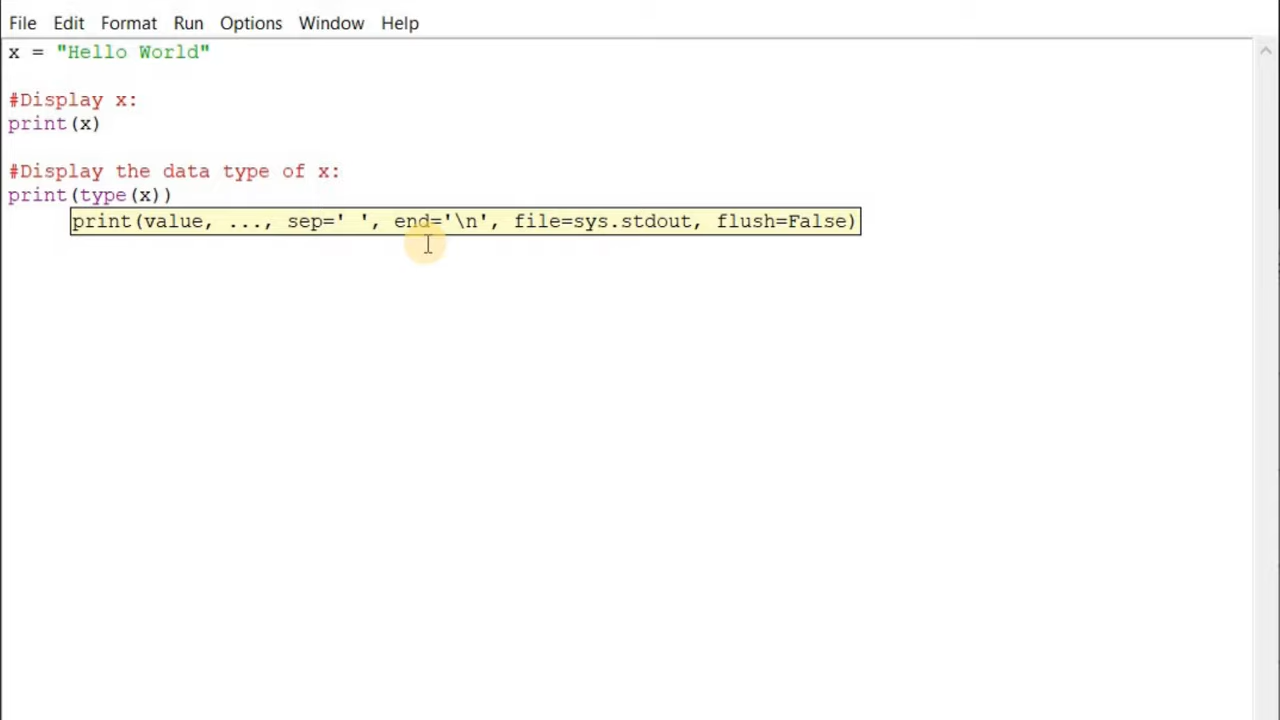 File Edit Format Run Options Window Help
x = "Hello World"
#Display x:
print(x)
#Display the data type of x:
print(type(x))
print(value, ..., sep=' ', end='\n', file=sys.stdout, flush=False)